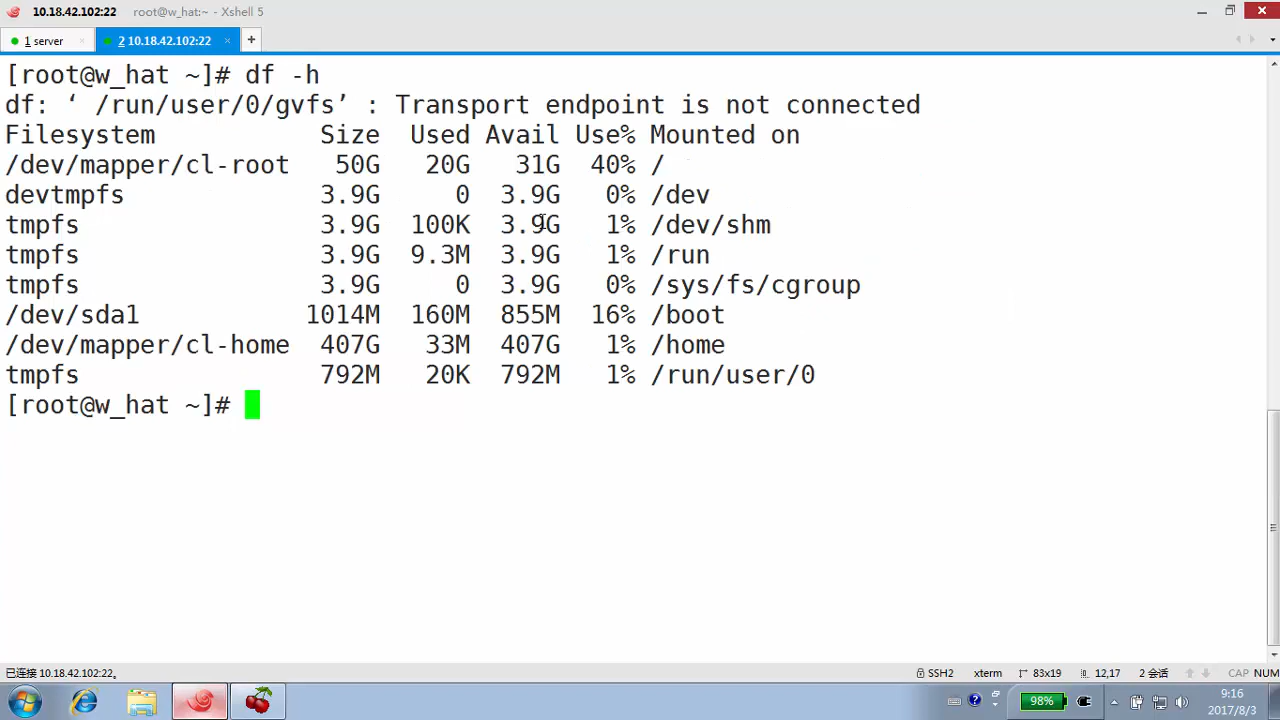 10.18.42.102:22 root@w_hat:~ - Xshell 5
1 server × 2 10.18.42.102:22 × +
[root@w_hat ~]# df -h
df: ‘ /run/user/0/gvfs’ : Transport endpoint is not connected
Filesystem Size Used Avail Use% Mounted on
/dev/mapper/cl-root 50G 20G 31G 40% /
devtmpfs 3.9G 0 3.9G 0% /dev
tmpfs 3.9G 100K 3.9G 1% /dev/shm
tmpfs 3.9G 9.3M 3.9G 1% /run
tmpfs 3.9G 0 3.9G 0% /sys/fs/cgroup
/dev/sda1 1014M 160M 855M 16% /boot
/dev/mapper/cl-home 407G 33M 407G 1% /home
tmpfs 792M 20K 792M 1% /run/user/0
[root@w_hat ~]#
已连接 10.18.42.102:22。 SSH2 xterm 83x19 12,17 2 会话 CAP NUM
98% 9:16
2017/8/3